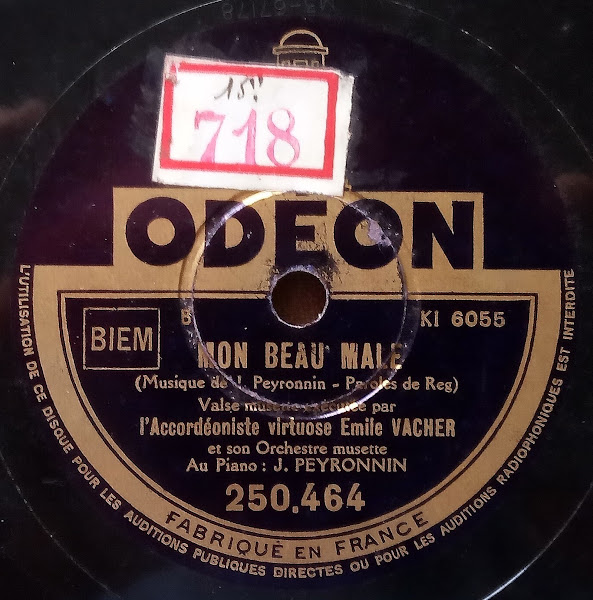 15"
718
ODEON
BIEM
B
KI 6055
MON BEAU MALE
(Musique de J. Peyronnin - Paroles de Reg)
Valse musette exécutée par
l'Accordéoniste virtuose Emile VACHER
et son Orchestre musette
Au Piano : J. PEYRONNIN
250.464
FABRIQUÉ EN FRANCE
L'UTILISATION DE CE DISQUE POUR LES AUDITIONS PUBLIQUES DIRECTES OU POUR LES AUDITIONS RADIOPHONIQUES EST INTERDITE